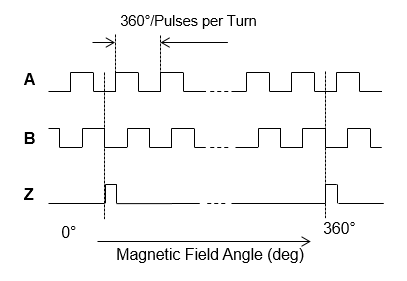 360°/Pulses per Turn
A
B
Z
0°
360°
Magnetic Field Angle (deg)